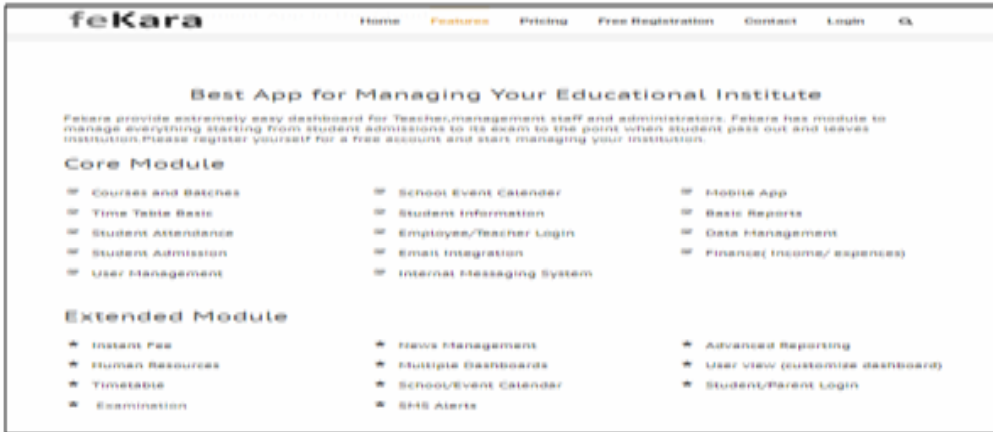 feKara
Home Features Pricing Free Registration Contact Login
Best App for Managing Your Educational Institute
Fekara provide extremely easy dashboard for Teacher,management staff and administrators. Fekara has module to
manage everything starting from student admissions to its exam to the point when student pass out and leaves
institution.Please register yourself for a free account and start managing your institution.
Core Module
Courses and Batches School Event Calender Mobile App
Time Table Basic Student Information Basic Reports
Student Attendance Employee/Teacher Login Data Management
Student Admission Email Integration Finance( Income/ expences)
User Management Internal Messaging System
Extended Module
Instant Fee News Management Advanced Reporting
Human Resources Multiple Dashboards User view (customize dashboard)
Timetable School/Event Calendar Student/Parent Login
Examination SMS Alerts